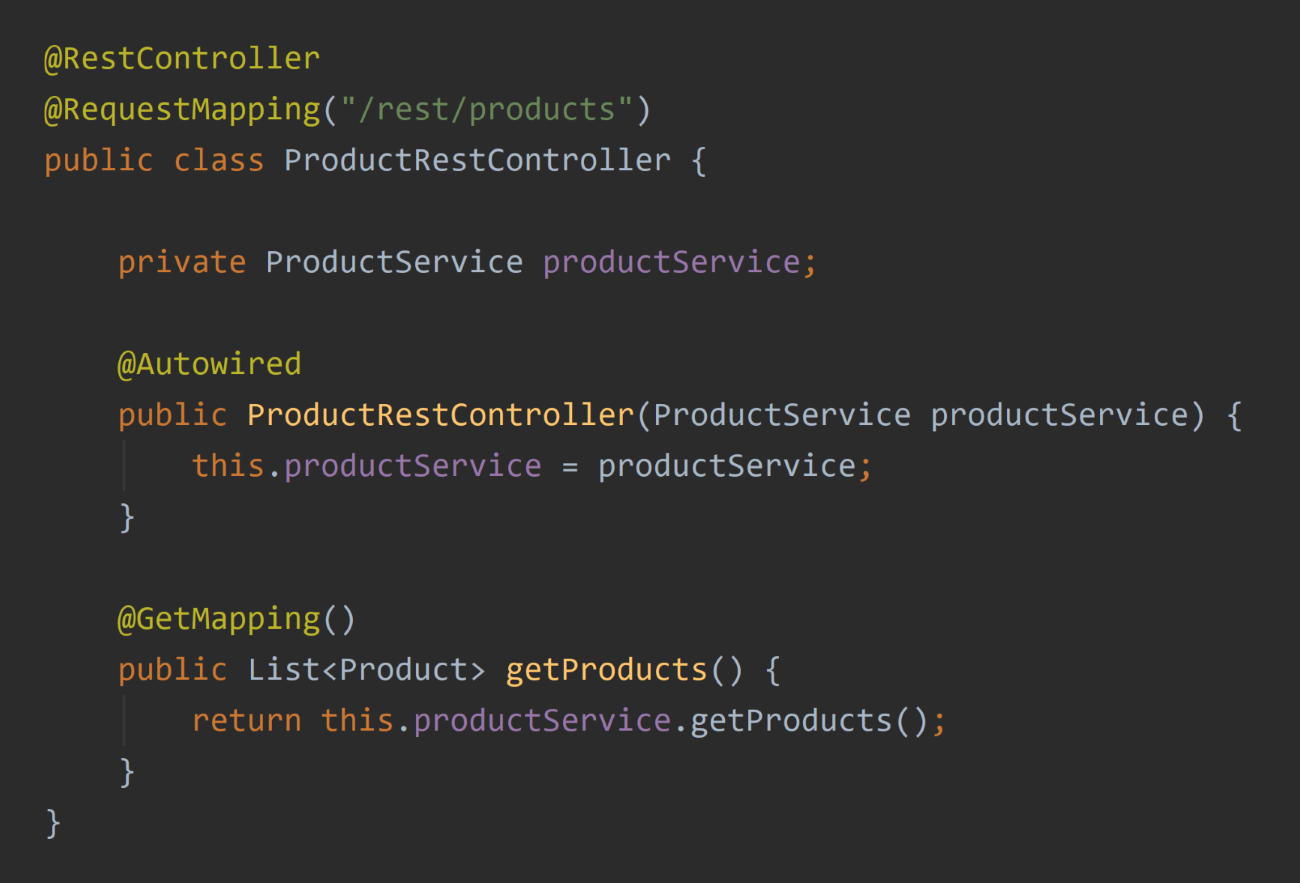 @RestController
@RequestMapping("/rest/products")
public class ProductRestController {
private ProductService productService;
@Autowired
public ProductRestController(ProductService productService) {
this.productService = productService;
}
@GetMapping()
public List<Product> getProducts() {
return this.productService.getProducts();
}
}